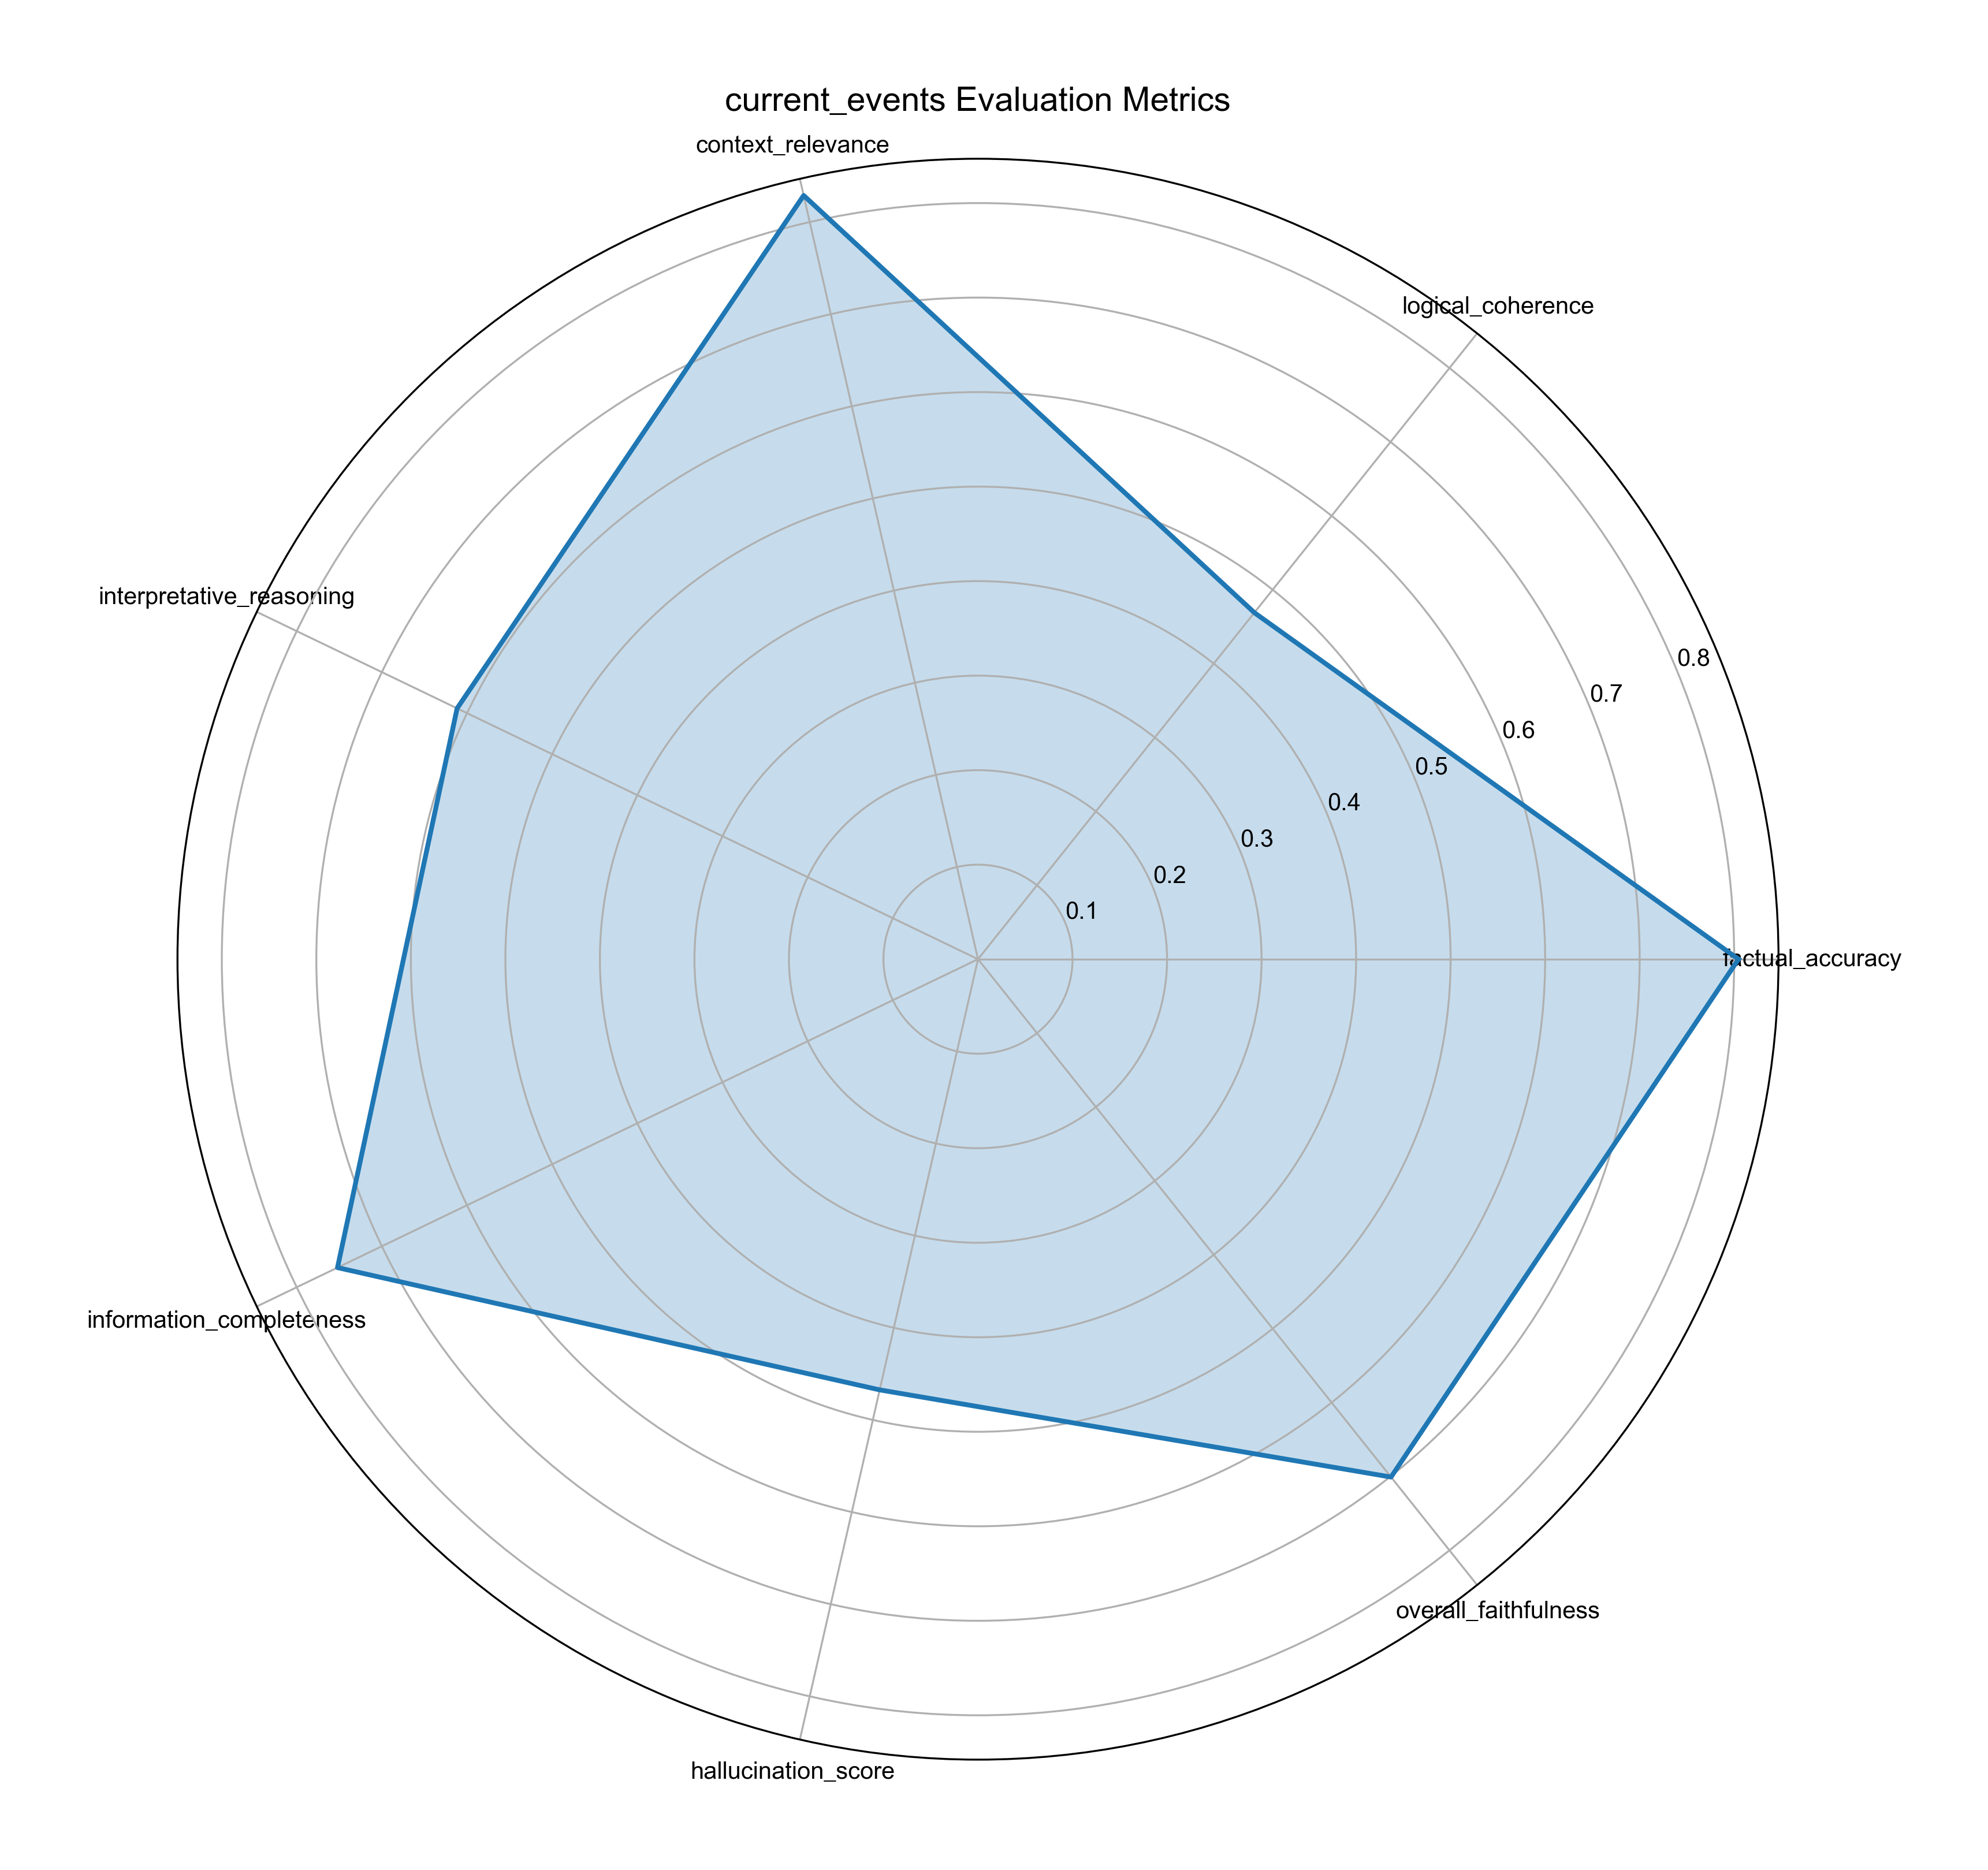 current_events Evaluation Metrics
context_relevance
logical_coherence
interpretative_reasoning
0.8
0.7
0.6
0.5
0.4
0.3
0.2
0.1
factual_accuracy
information_completeness
overall_faithfulness
hallucination_score